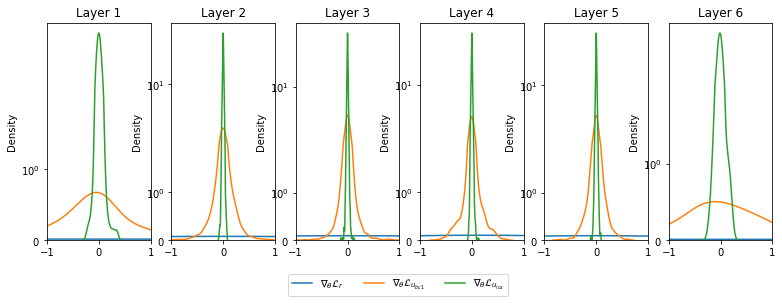 Layer 1 Layer 2 Layer 3 Layer 4 Layer 5 Layer 6
Density Density Density Density Density Density
10¹ 10¹ 10¹ 10¹
10⁰ 10⁰ 10⁰ 10⁰ 10⁰ 10⁰
0 0 0 0 0 0
−1 0 1 −1 0 1 −1 0 1 −1 0 1 −1 0 1 −1 0 1
∇θℒr ∇θℒu_bc1 ∇θℒu_ics